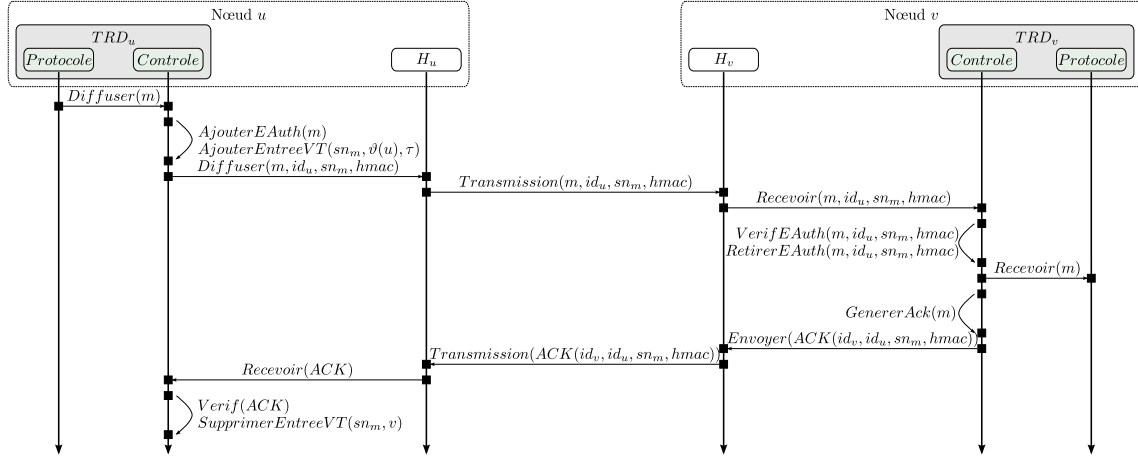 Nœud u
Nœud v
TRD_u
TRD_v
Protocole
Controle
H_u
H_v
Controle
Protocole
Diffuser(m)
AjouterEAuth(m)
AjouterEntreeVT(sn_m, ϑ(u), τ)
Diffuser(m, id_u, sn_m, hmac)
Transmission(m, id_u, sn_m, hmac)
Recevoir(m, id_u, sn_m, hmac)
VerifEAuth(m, id_u, sn_m, hmac)
RetirerEAuth(m, id_u, sn_m, hmac)
Recevoir(m)
GenererAck(m)
Envoyer(ACK(id_v, id_u, sn_m, hmac))
Transmission(ACK(id_v, id_u, sn_m, hmac))
Recevoir(ACK)
Verif(ACK)
SupprimerEntreeVT(sn_m, v)